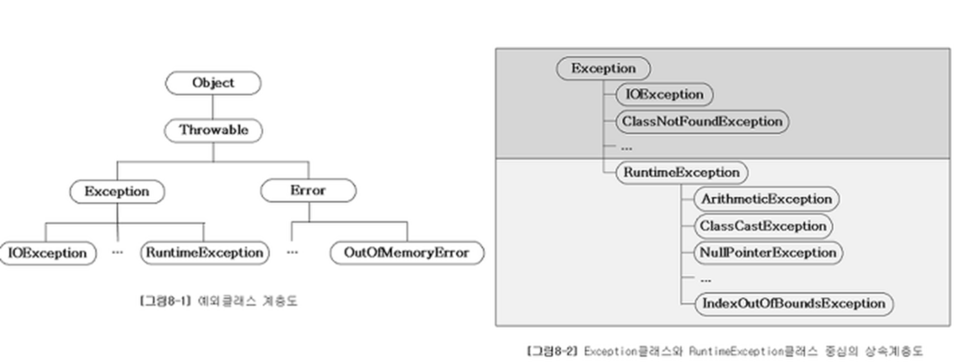 Object
Throwable
Exception
Error
IOException
...
RuntimeException
...
OutOfMemoryError
[그림8-1] 예외클래스 계층도
Exception
IOException
ClassNotFoundException
...
RuntimeException
ArithmeticException
ClassCastException
NullPointerException
...
IndexOutOfBoundsException
[그림8-2] Exception클래스와 RuntimeException클래스 중심의 상속계층도